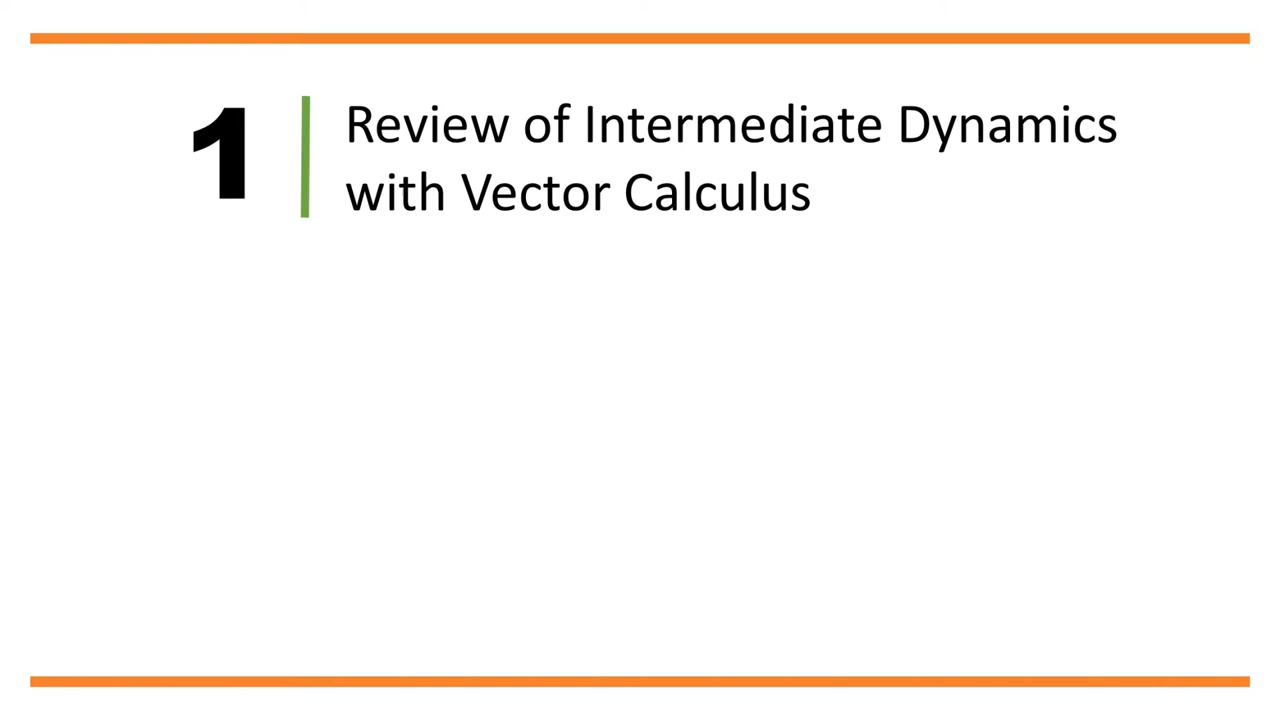 1
Review of Intermediate Dynamics
with Vector Calculus